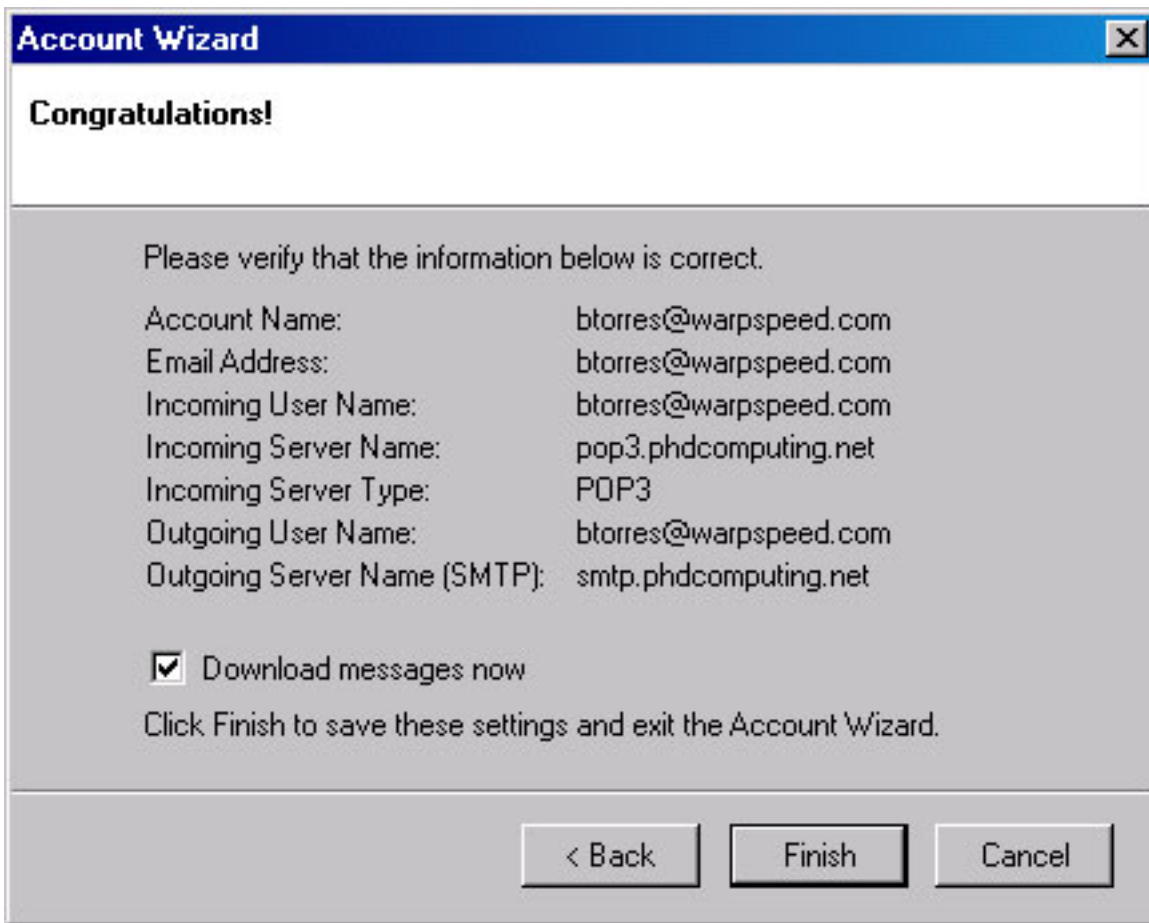 Account Wizard
Congratulations!
Please verify that the information below is correct.
Account Name: btorres@warpspeed.com
Email Address: btorres@warpspeed.com
Incoming User Name: btorres@warpspeed.com
Incoming Server Name: pop3.phdcomputing.net
Incoming Server Type: POP3
Outgoing User Name: btorres@warpspeed.com
Outgoing Server Name (SMTP): smtp.phdcomputing.net
Download messages now
Click Finish to save these settings and exit the Account Wizard.
< Back Finish Cancel